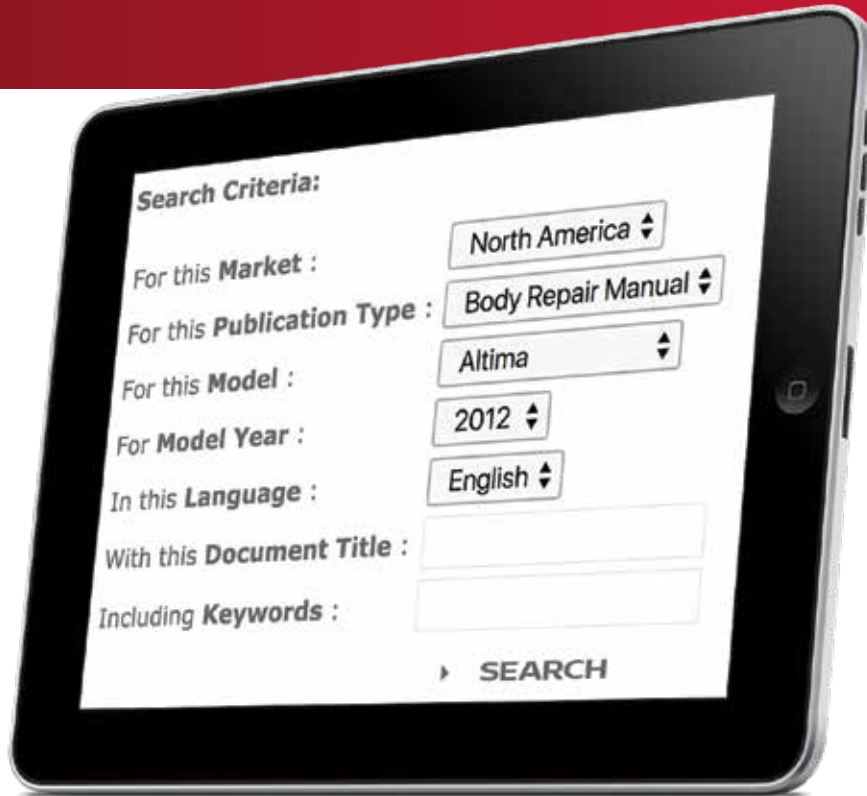 Search Criteria:
For this Market : North America
For this Publication Type : Body Repair Manual
For this Model : Altima
For Model Year : 2012
In this Language : English
With this Document Title :
Including Keywords :
SEARCH